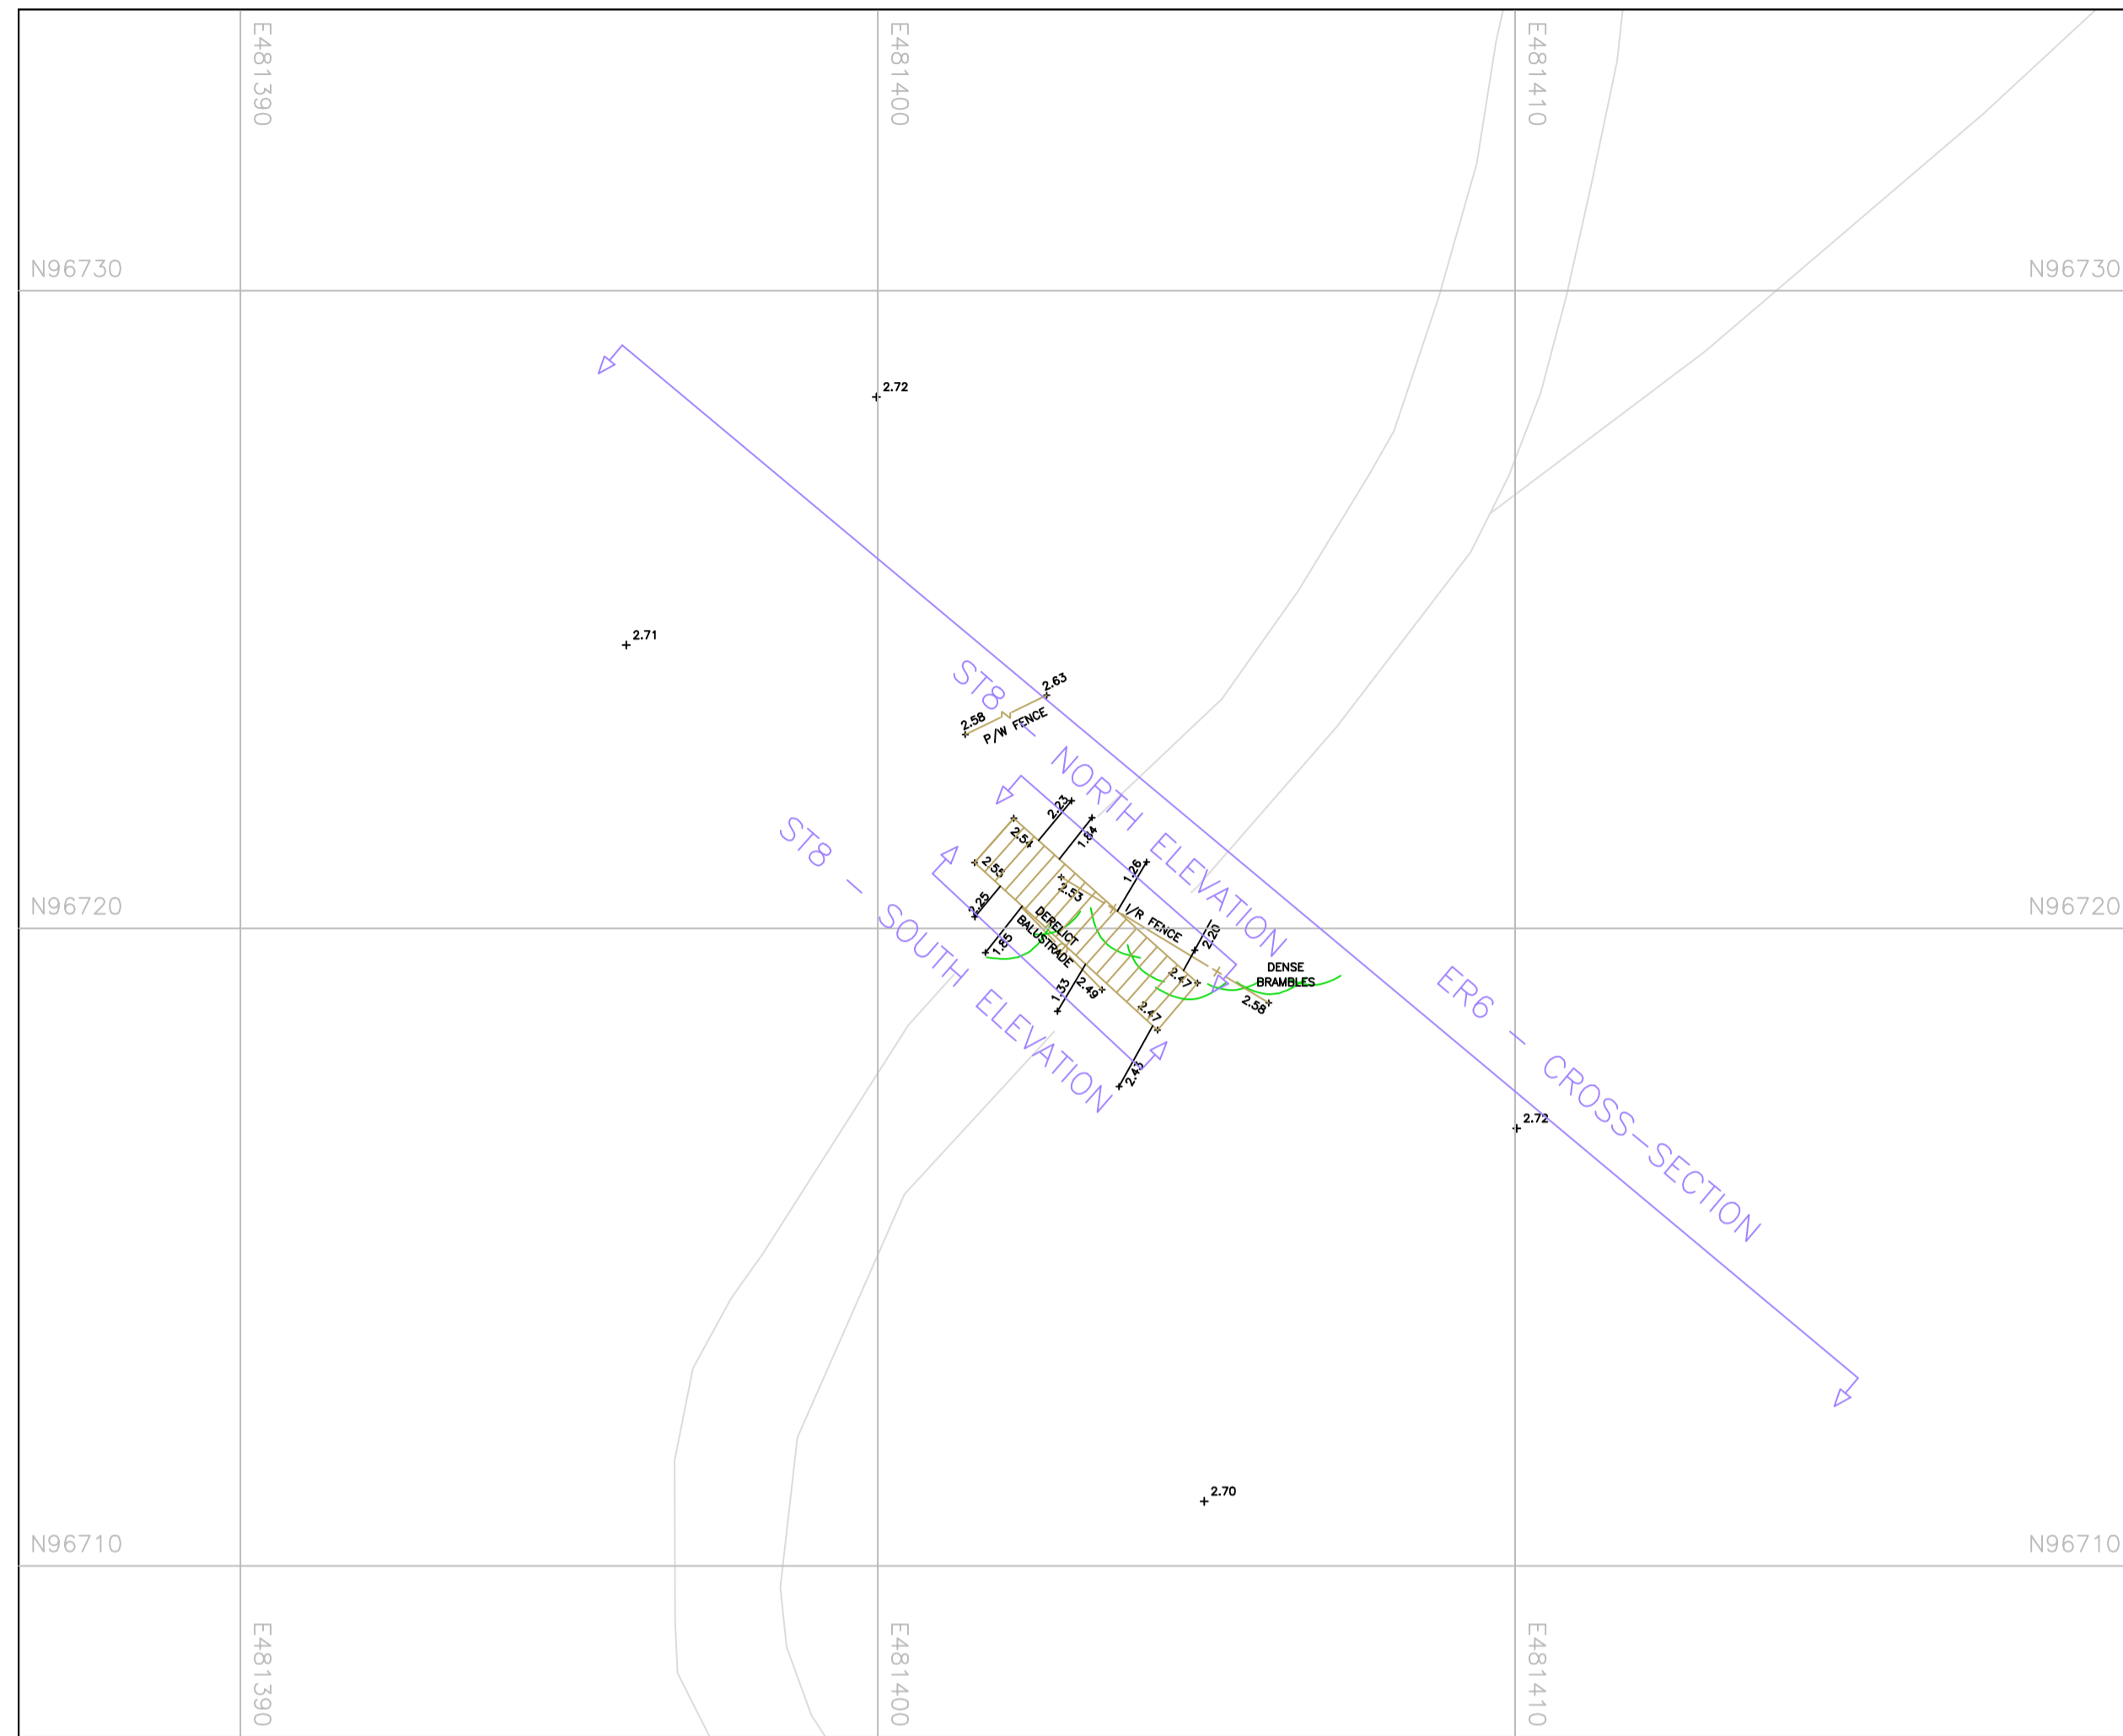 E481390
E481400
E481410
N96730
N96730
2.72
2.71
2.63
2.58
P/W FENCE
ST8 - NORTH ELEVATION
2.23
1.84
2.54
2.55
2.53
1.26
I/R FENCE
2.20
ST8 - SOUTH ELEVATION
2.25
1.85
DERELICT
BALUSTRADE
N96720
N96720
2.47
DENSE
BRAMBLES
2.58
2.49
2.47
1.33
2.43
ER6 - CROSS-SECTION
2.72
2.70
N96710
N96710
E481390
E481400
E481410